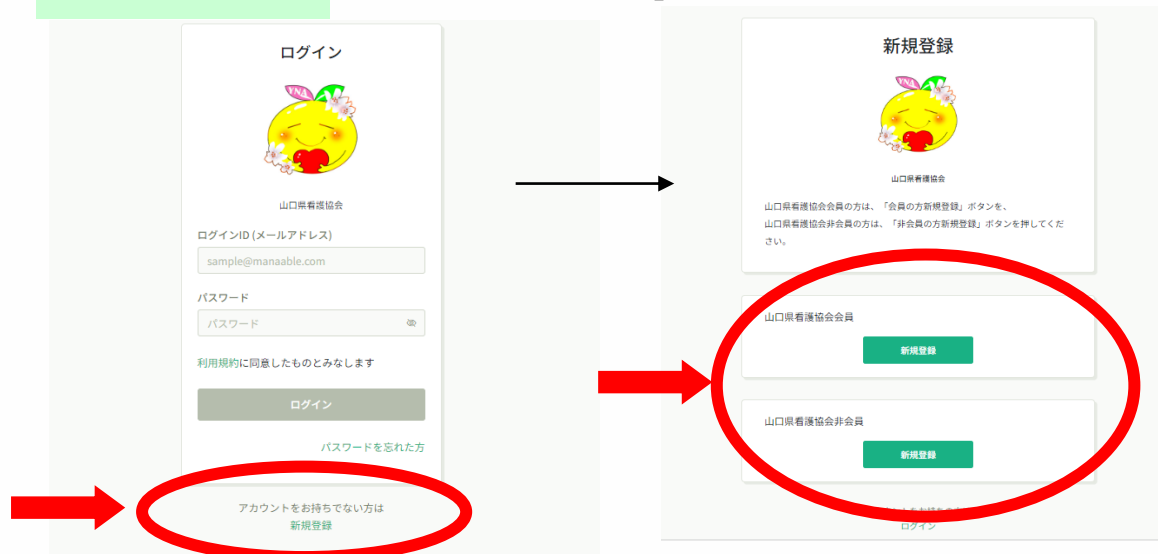 ログイン
YNA
山口県看護協会
ログインID (メールアドレス)
sample@manaable.com
パスワード
パスワード
利用規約に同意したものとみなします
ログイン
パスワードを忘れた方
アカウントをお持ちでない方は
新規登録
新規登録
YNA
山口県看護協会
山口県看護協会会員の方は、「会員の方新規登録」ボタンを、
山口県看護協会非会員の方は、「非会員の方新規登録」ボタンを押してくだ
さい。
山口県看護協会会員
新規登録
山口県看護協会非会員
新規登録
ログイン